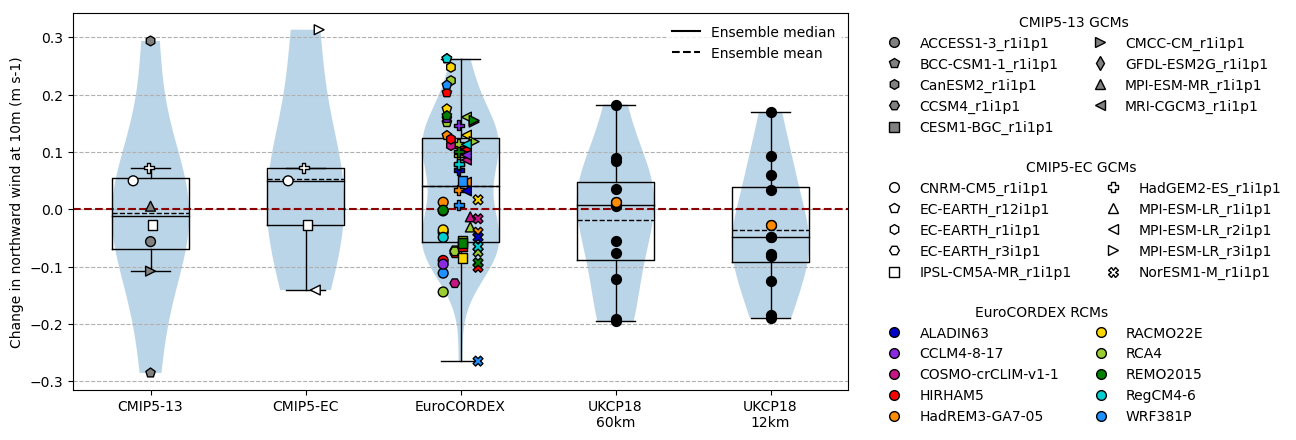 Change in northward wind at 10m (m s-1)
0.3
0.2
0.1
0.0
−0.1
−0.2
−0.3
CMIP5-13
CMIP5-EC
EuroCORDEX
UKCP18
60km
UKCP18
12km
Ensemble median
Ensemble mean
CMIP5-13 GCMs
ACCESS1-3_r1i1p1
BCC-CSM1-1_r1i1p1
CanESM2_r1i1p1
CCSM4_r1i1p1
CESM1-BGC_r1i1p1
CMCC-CM_r1i1p1
GFDL-ESM2G_r1i1p1
MPI-ESM-MR_r1i1p1
MRI-CGCM3_r1i1p1
CMIP5-EC GCMs
CNRM-CM5_r1i1p1
EC-EARTH_r12i1p1
EC-EARTH_r1i1p1
EC-EARTH_r3i1p1
IPSL-CM5A-MR_r1i1p1
HadGEM2-ES_r1i1p1
MPI-ESM-LR_r1i1p1
MPI-ESM-LR_r2i1p1
MPI-ESM-LR_r3i1p1
NorESM1-M_r1i1p1
EuroCORDEX RCMs
ALADIN63
CCLM4-8-17
COSMO-crCLIM-v1-1
HIRHAM5
HadREM3-GA7-05
RACMO22E
RCA4
REMO2015
RegCM4-6
WRF381P